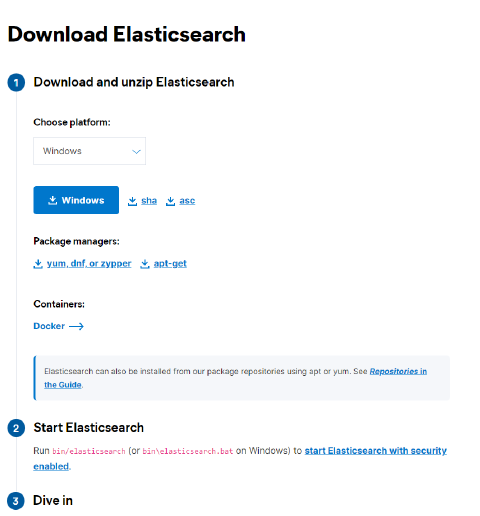 Download Elasticsearch
1
Download and unzip Elasticsearch
Choose platform:
Windows
Windows sha asc
Package managers:
yum, dnf, or zypper apt-get
Containers:
Docker
Elasticsearch can also be installed from our package repositories using apt or yum. See Repositories in
the Guide.
2
Start Elasticsearch
Run bin/elasticsearch (or bin\elasticsearch.bat on Windows) to start Elasticsearch with security
enabled.
3
Dive in